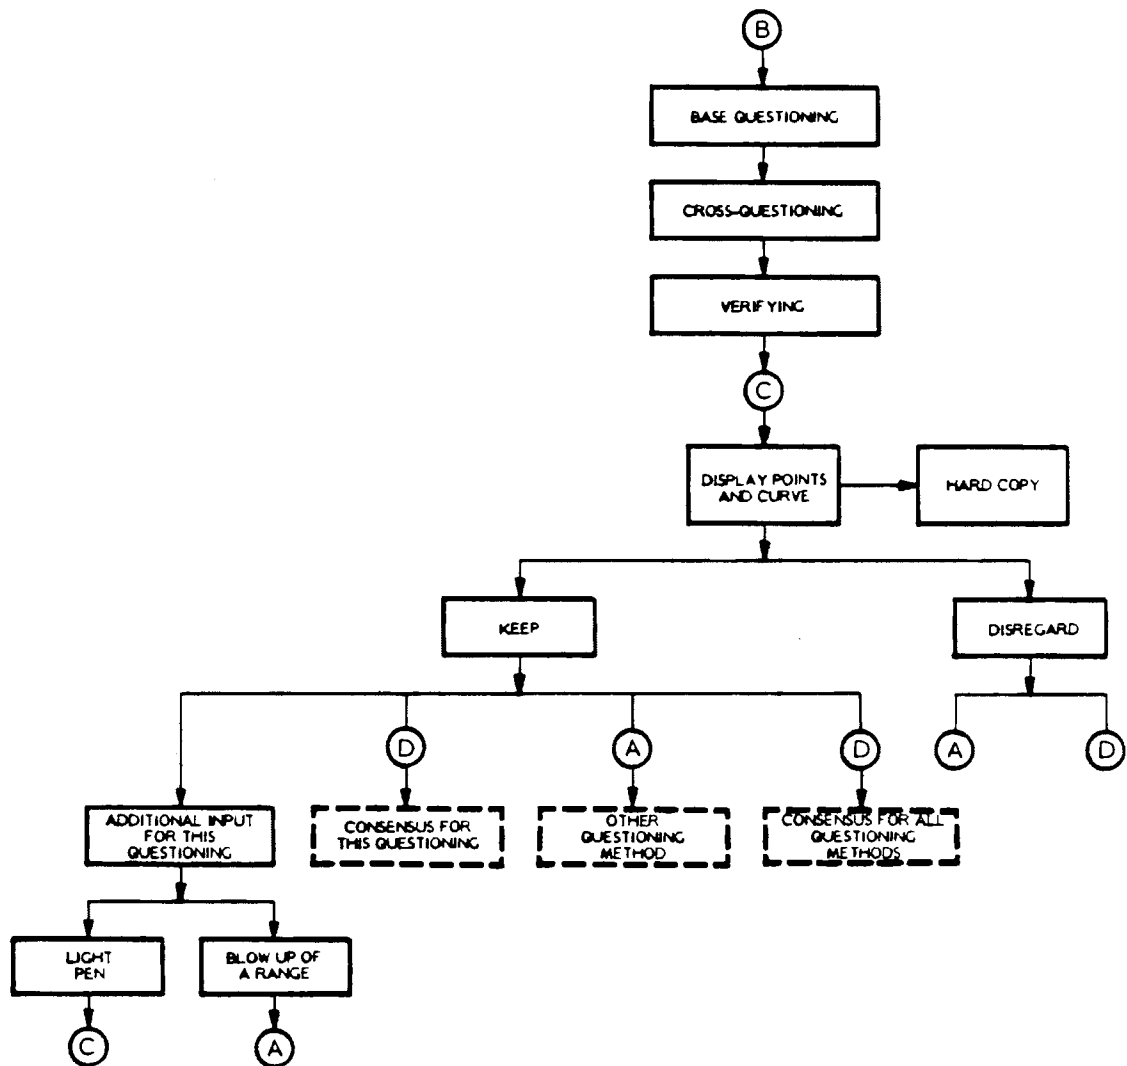 B
BASE QUESTIONING
CROSS-QUESTIONING
VERIFYING
C
DISPLAY POINTS
AND CURVE
HARD COPY
KEEP
DISREGARD
D
A
D
A
D
ADDITIONAL INPUT
FOR THIS
QUESTIONING
CONSENSUS FOR
THIS QUESTIONING
OTHER
QUESTIONING
METHOD
CONSENSUS FOR ALL
QUESTIONING
METHODS
LIGHT
PEN
BLOW UP OF
A RANGE
C
A